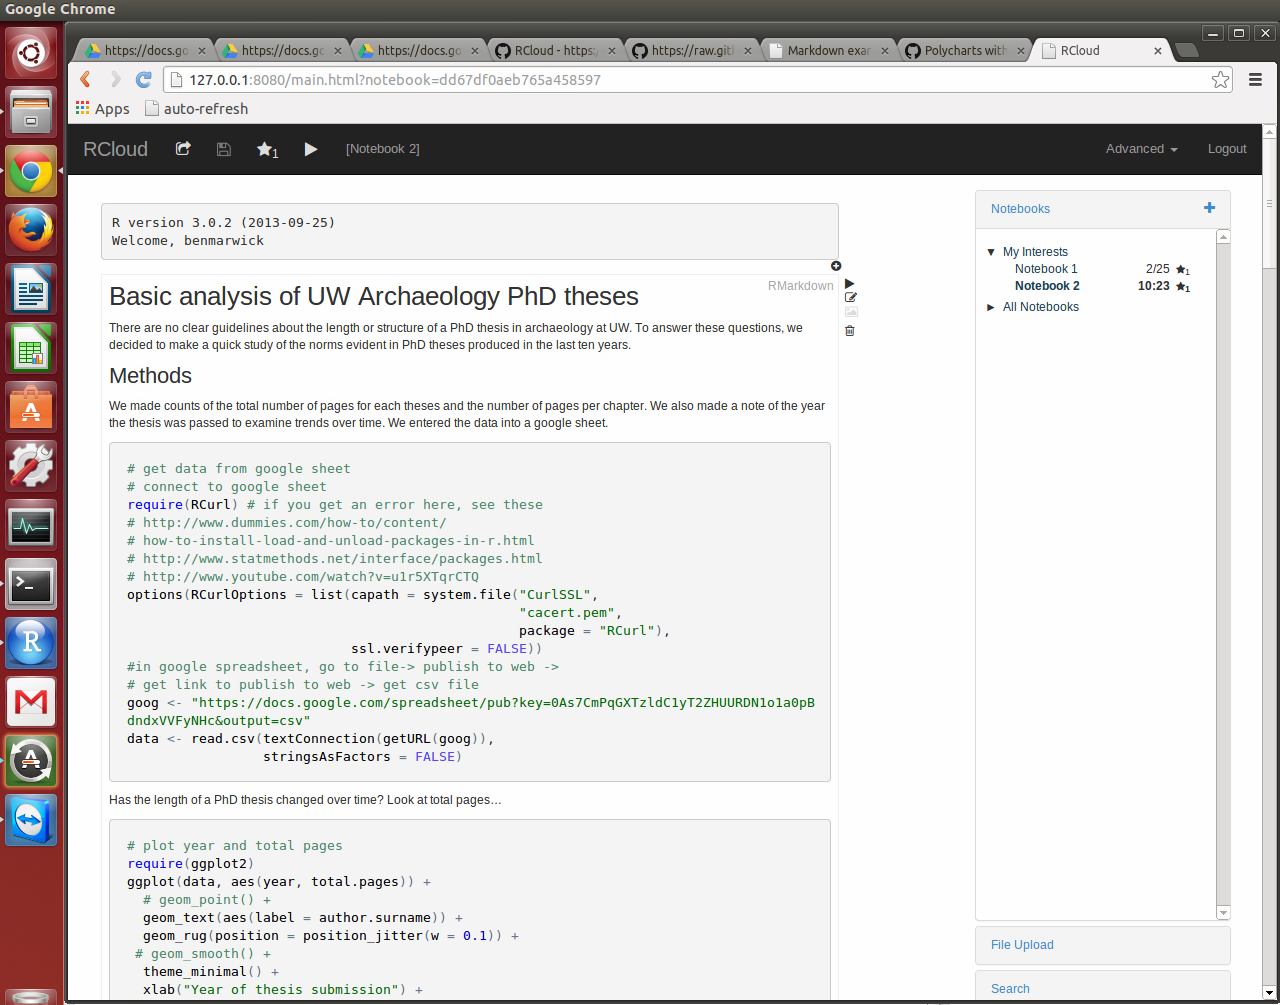 Google Chrome
https://docs.go
https://docs.go
https://docs.go
RCloud - https:/
https://raw.gitl
Markdown exar
Polycharts with
RCloud
127.0.0.1:8080/main.html?notebook=dd67df0aeb765a458597
Apps auto-refresh
RCloud 1 [Notebook 2] Advanced Logout
R version 3.0.2 (2013-09-25)
Welcome, benmarwick
RMarkdown
Basic analysis of UW Archaeology PhD theses
There are no clear guidelines about the length or structure of a PhD thesis in archaeology at UW. To answer these questions, we
decided to make a quick study of the norms evident in PhD theses produced in the last ten years.
Methods
We made counts of the total number of pages for each theses and the number of pages per chapter. We also made a note of the year
the thesis was passed to examine trends over time. We entered the data into a google sheet.
# get data from google sheet
# connect to google sheet
require(RCurl) # if you get an error here, see these
# http://www.dummies.com/how-to/content/
# how-to-install-load-and-unload-packages-in-r.html
# http://www.statmethods.net/interface/packages.html
# http://www.youtube.com/watch?v=u1r5XTqrCTQ
options(RCurlOptions = list(capath = system.file("CurlSSL",
"cacert.pem",
package = "RCurl"),
ssl.verifypeer = FALSE))
#in google spreadsheet, go to file-> publish to web ->
# get link to publish to web -> get csv file
goog <- "https://docs.google.com/spreadsheet/pub?key=0As7CmPqGXTzldC1yT2ZHUURDN1o1a0pB
dndxVVFyNHc&output=csv"
data <- read.csv(textConnection(getURL(goog)),
stringsAsFactors = FALSE)
Has the length of a PhD thesis changed over time? Look at total pages…
# plot year and total pages
require(ggplot2)
ggplot(data, aes(year, total.pages)) +
# geom_point() +
geom_text(aes(label = author.surname)) +
geom_rug(position = position_jitter(w = 0.1)) +
# geom_smooth() +
theme_minimal() +
xlab("Year of thesis submission") +
Notebooks
My Interests
Notebook 1 2/25 1
Notebook 2 10:23 1
All Notebooks
File Upload
Search